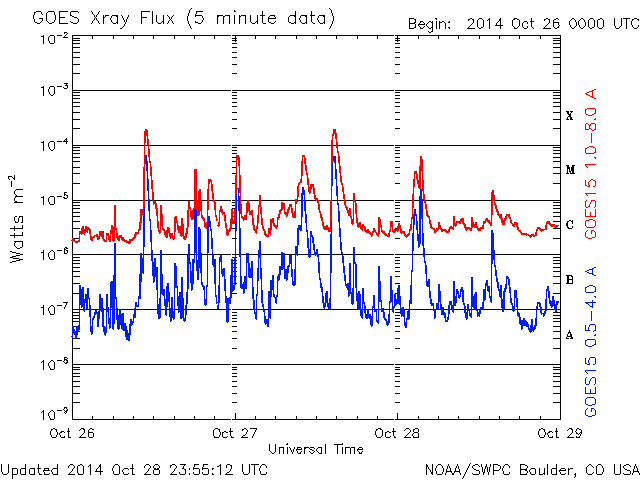 GOES Xray Flux (5 minute data)
Begin: 2014 Oct 26 0000 UTC
10-2
10-3
10-4
10-5
10-6
10-7
10-8
10-9
Watts m-2
X
M
C
B
A
GOES15 1.0-8.0 A
GOES15 0.5-4.0 A
Oct 26
Oct 27
Oct 28
Oct 29
Universal Time
Updated 2014 Oct 28 23:55:12 UTC
NOAA/SWPC Boulder, CO USA